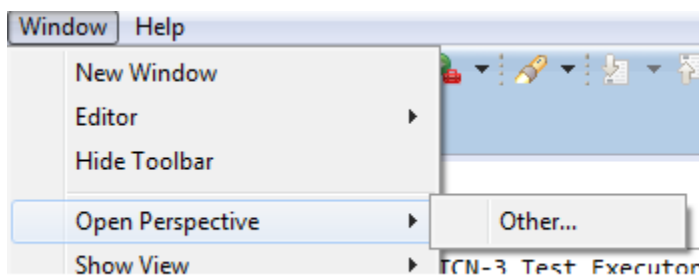 Window Help
New Window
Editor
Hide Toolbar
Open Perspective
Other...
Show View
TCN-3 Test Executor